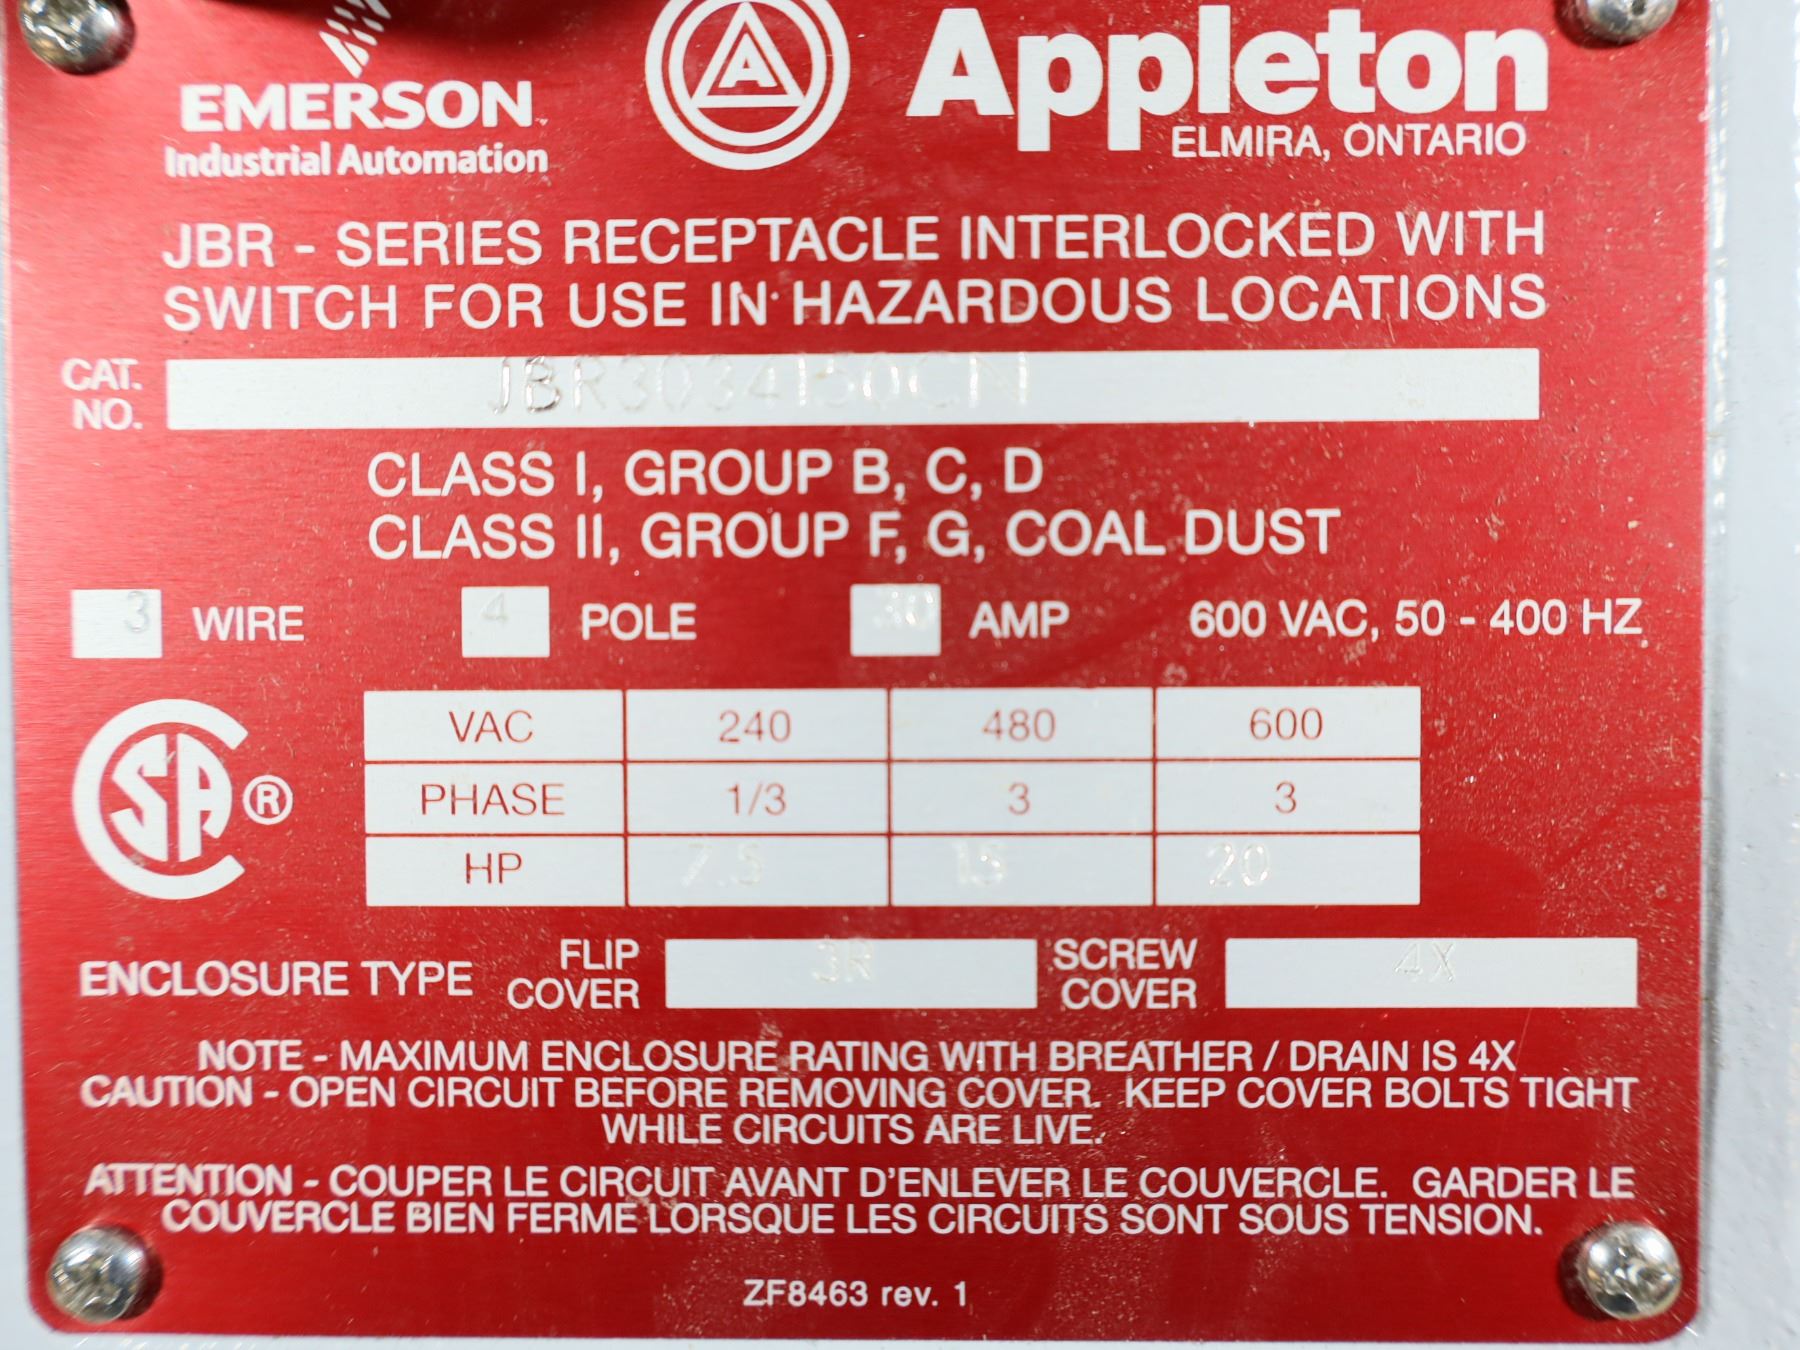 EMERSON
Industrial Automation
A
Appleton
ELMIRA, ONTARIO
JBR - SERIES RECEPTACLE INTERLOCKED WITH
SWITCH FOR USE IN HAZARDOUS LOCATIONS
CAT. NO. JBR3034150CN
CLASS I, GROUP B, C, D
CLASS II, GROUP F, G, COAL DUST
3 WIRE 4 POLE 30 AMP 600 VAC, 50 - 400 HZ
CSA ®
VAC 240 480 600
PHASE 1/3 3 3
HP 7.5 15 20
ENCLOSURE TYPE FLIP COVER 3R SCREW COVER 4X
NOTE - MAXIMUM ENCLOSURE RATING WITH BREATHER / DRAIN IS 4X
CAUTION - OPEN CIRCUIT BEFORE REMOVING COVER. KEEP COVER BOLTS TIGHT
WHILE CIRCUITS ARE LIVE.
ATTENTION - COUPER LE CIRCUIT AVANT D'ENLEVER LE COUVERCLE. GARDER LE
COUVERCLE BIEN FERME LORSQUE LES CIRCUITS SONT SOUS TENSION.
ZF8463 rev. 1